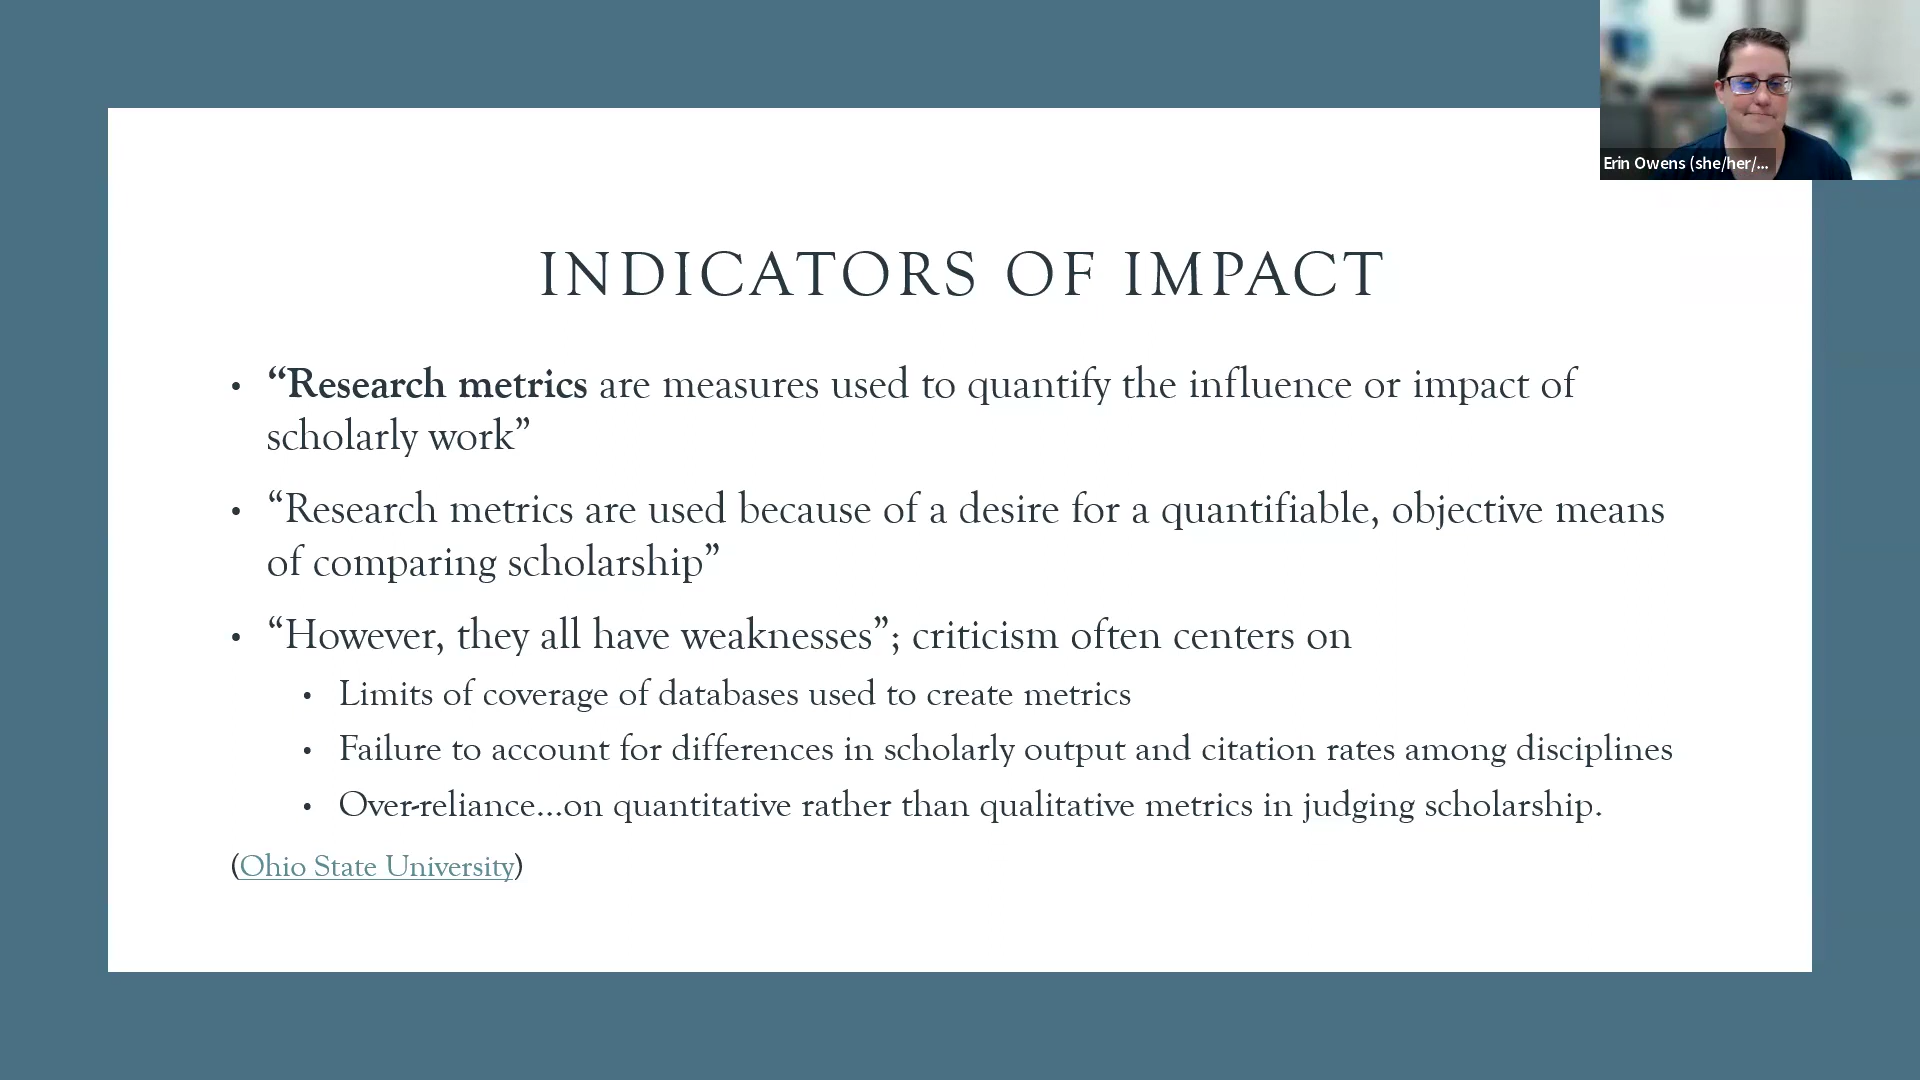 Erin Owens (she/her/...
INDICATORS OF IMPACT
• “Research metrics are measures used to quantify the influence or impact of
scholarly work”
• “Research metrics are used because of a desire for a quantifiable, objective means
of comparing scholarship”
• “However, they all have weaknesses”; criticism often centers on
• Limits of coverage of databases used to create metrics
• Failure to account for differences in scholarly output and citation rates among disciplines
• Over-reliance...on quantitative rather than qualitative metrics in judging scholarship.
(Ohio State University)